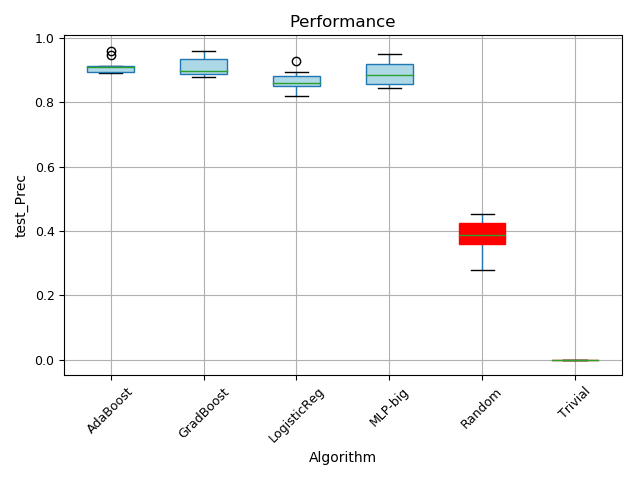 Performance
1.0
0.8
0.6
0.4
0.2
0.0
test_Prec
AdaBoost
GradBoost
LogisticReg
MLP-big
Random
Trivial
Algorithm